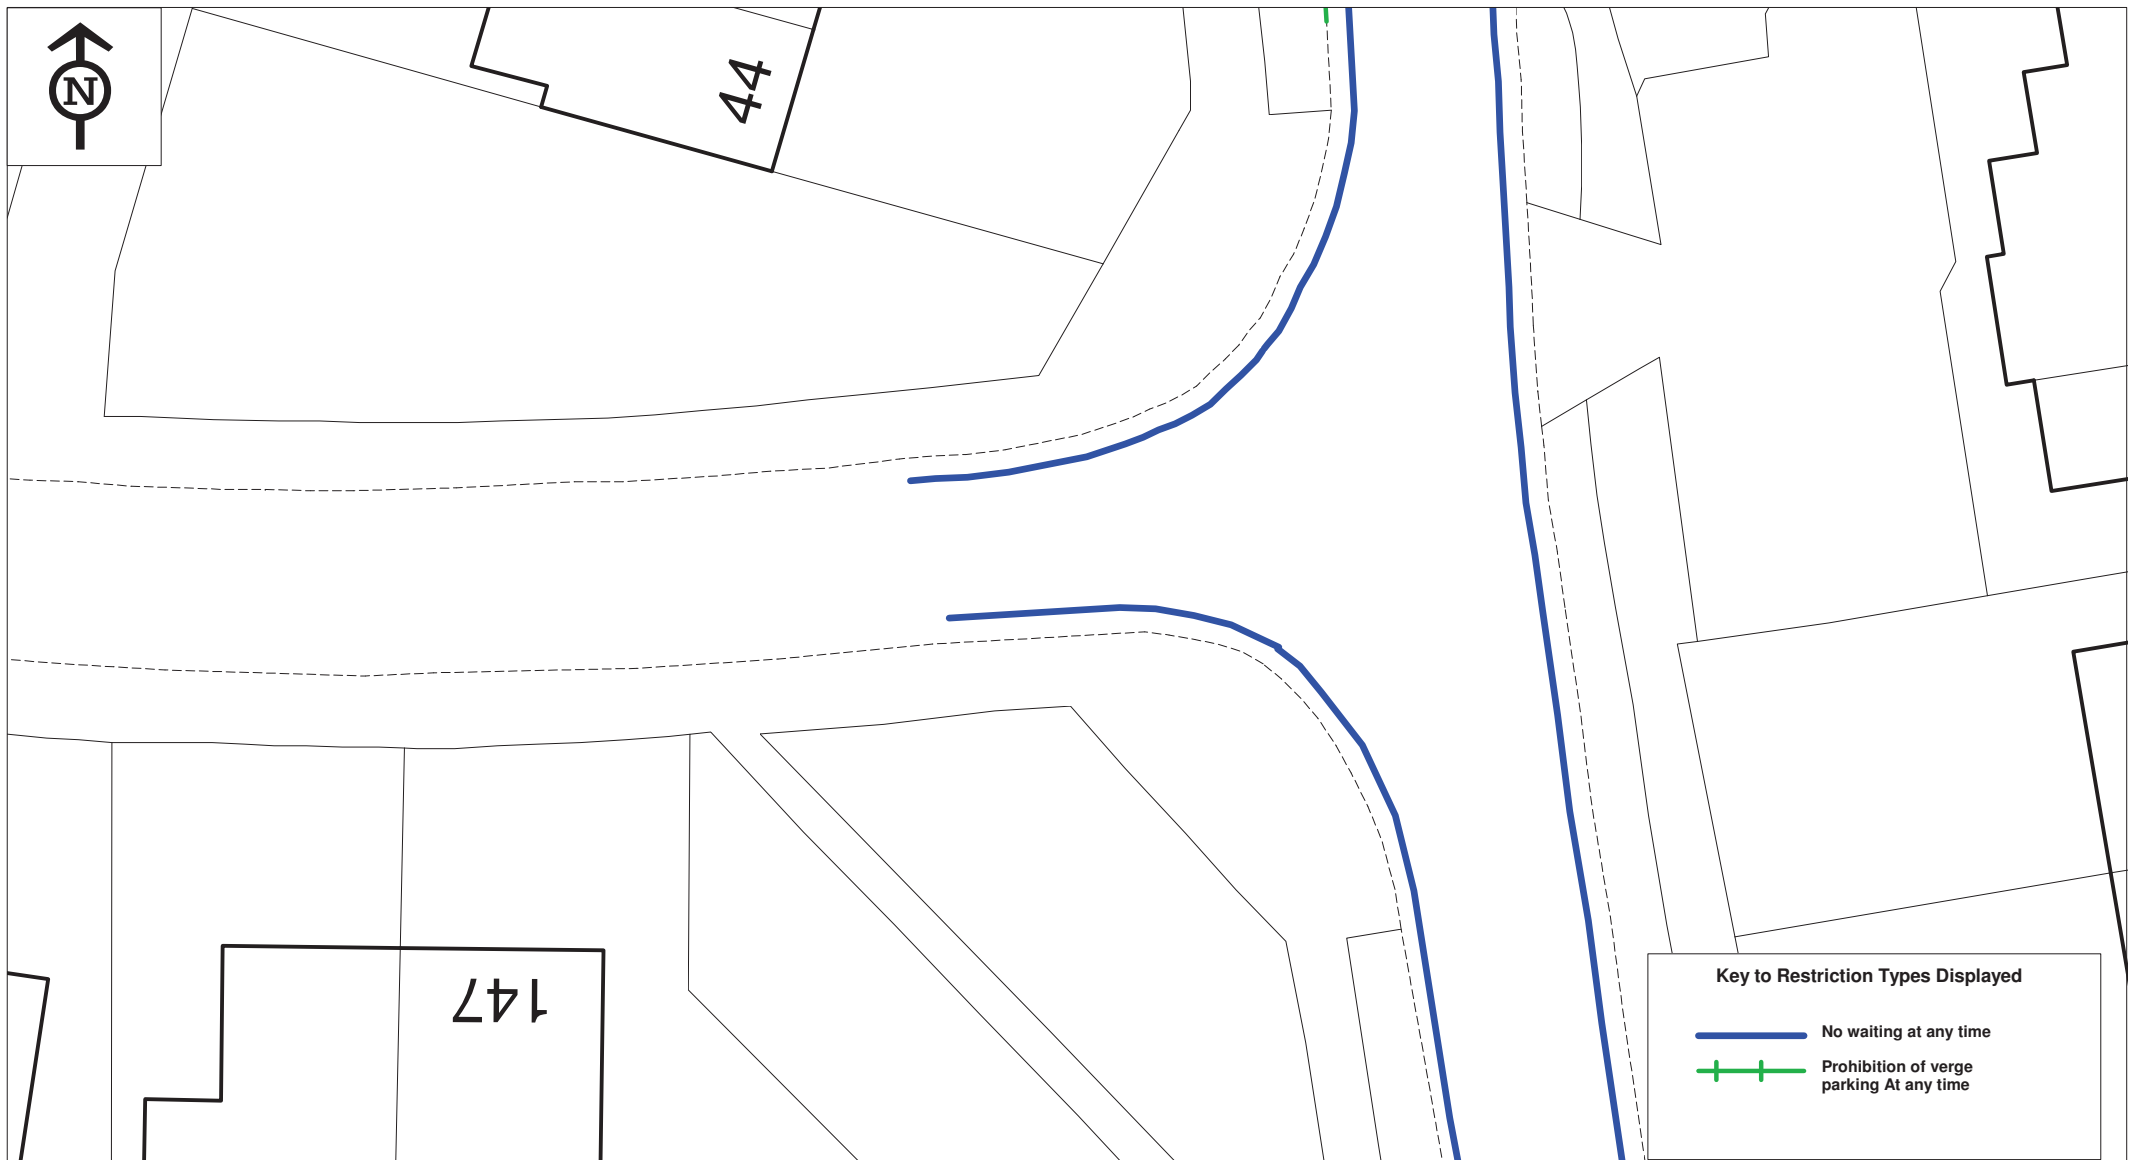 N
44
147
Key to Restriction Types Displayed
No waiting at any time
Prohibition of verge
parking At any time